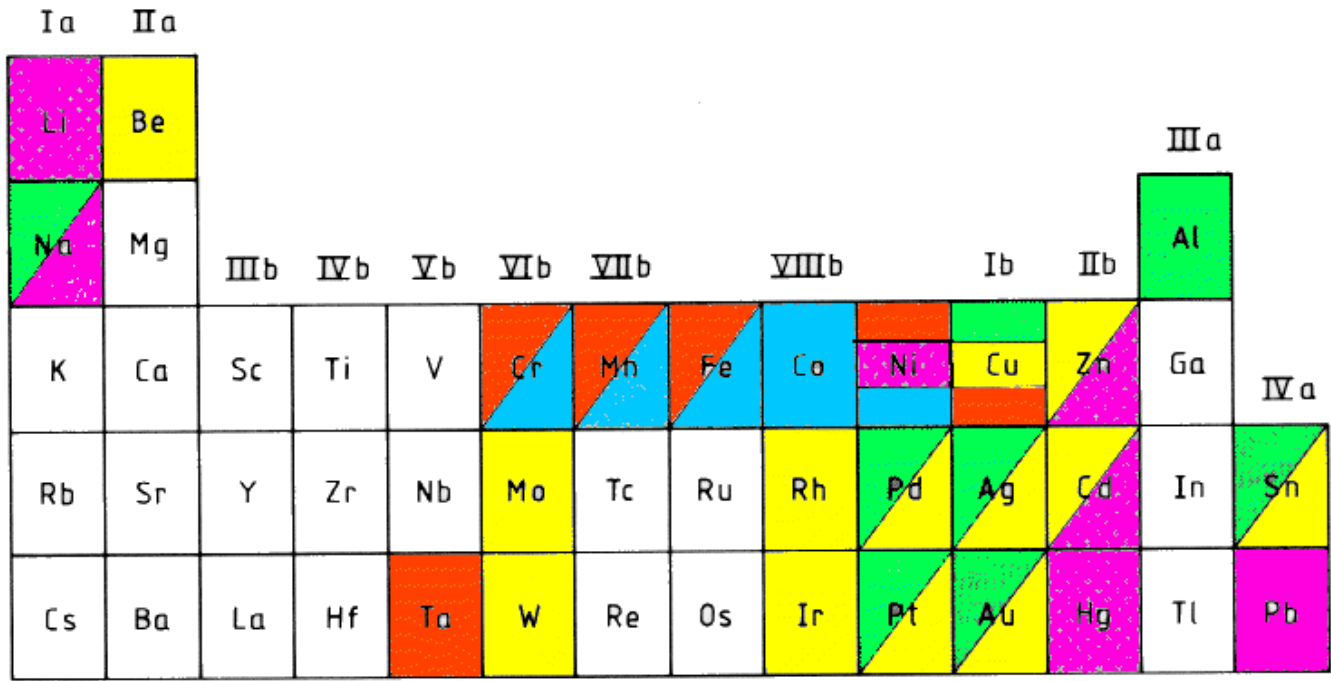 Ia IIa
Li Be
IIIa
Na Mg Al
IIIb IVb Vb VIb VIIb VIIIb Ib IIb
K Ca Sc Ti V Cr Mn Fe Co Ni Cu Zn Ga
IVa
Rb Sr Y Zr Nb Mo Tc Ru Rh Pd Ag Cd In Sn
Cs Ba La Hf Ta W Re Os Ir Pt Au Hg Tl Pb